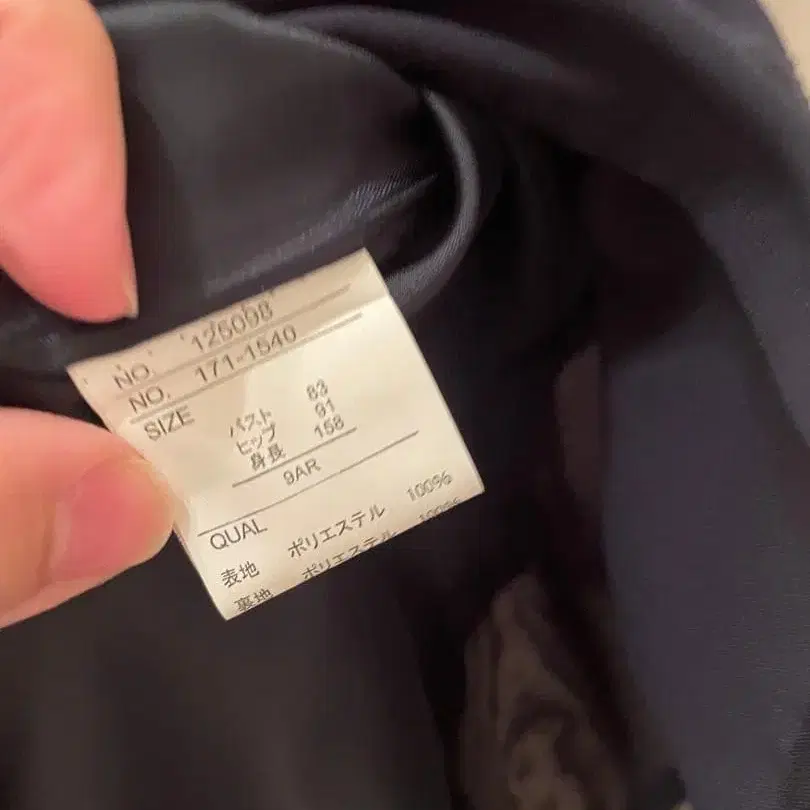 NO. 125098
NO. 171-1540
SIZE
バスト 83
ヒップ 91
身長 158
9AR
QUAL
表地 ポリエステル 100%
裏地 ポリエステル 100%